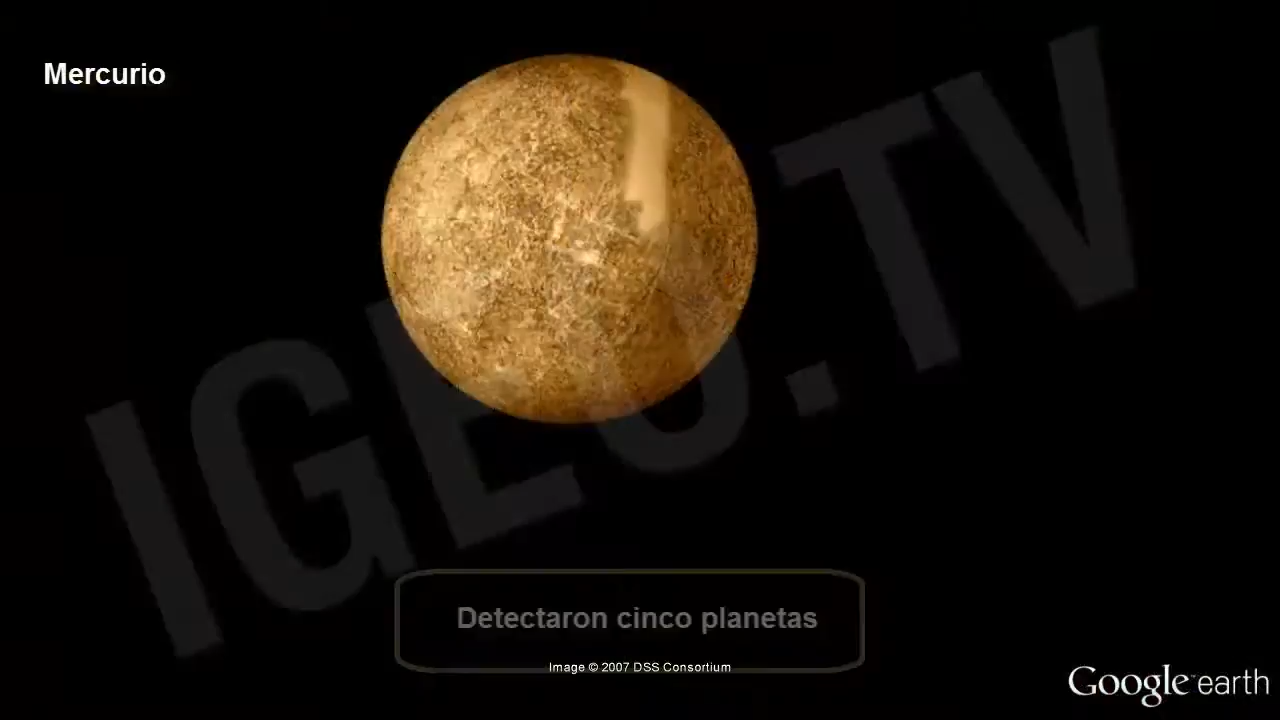 Mercurio
IGEO.TV
Detectaron cinco planetas
Image © 2007 DSS Consortium
Google earth